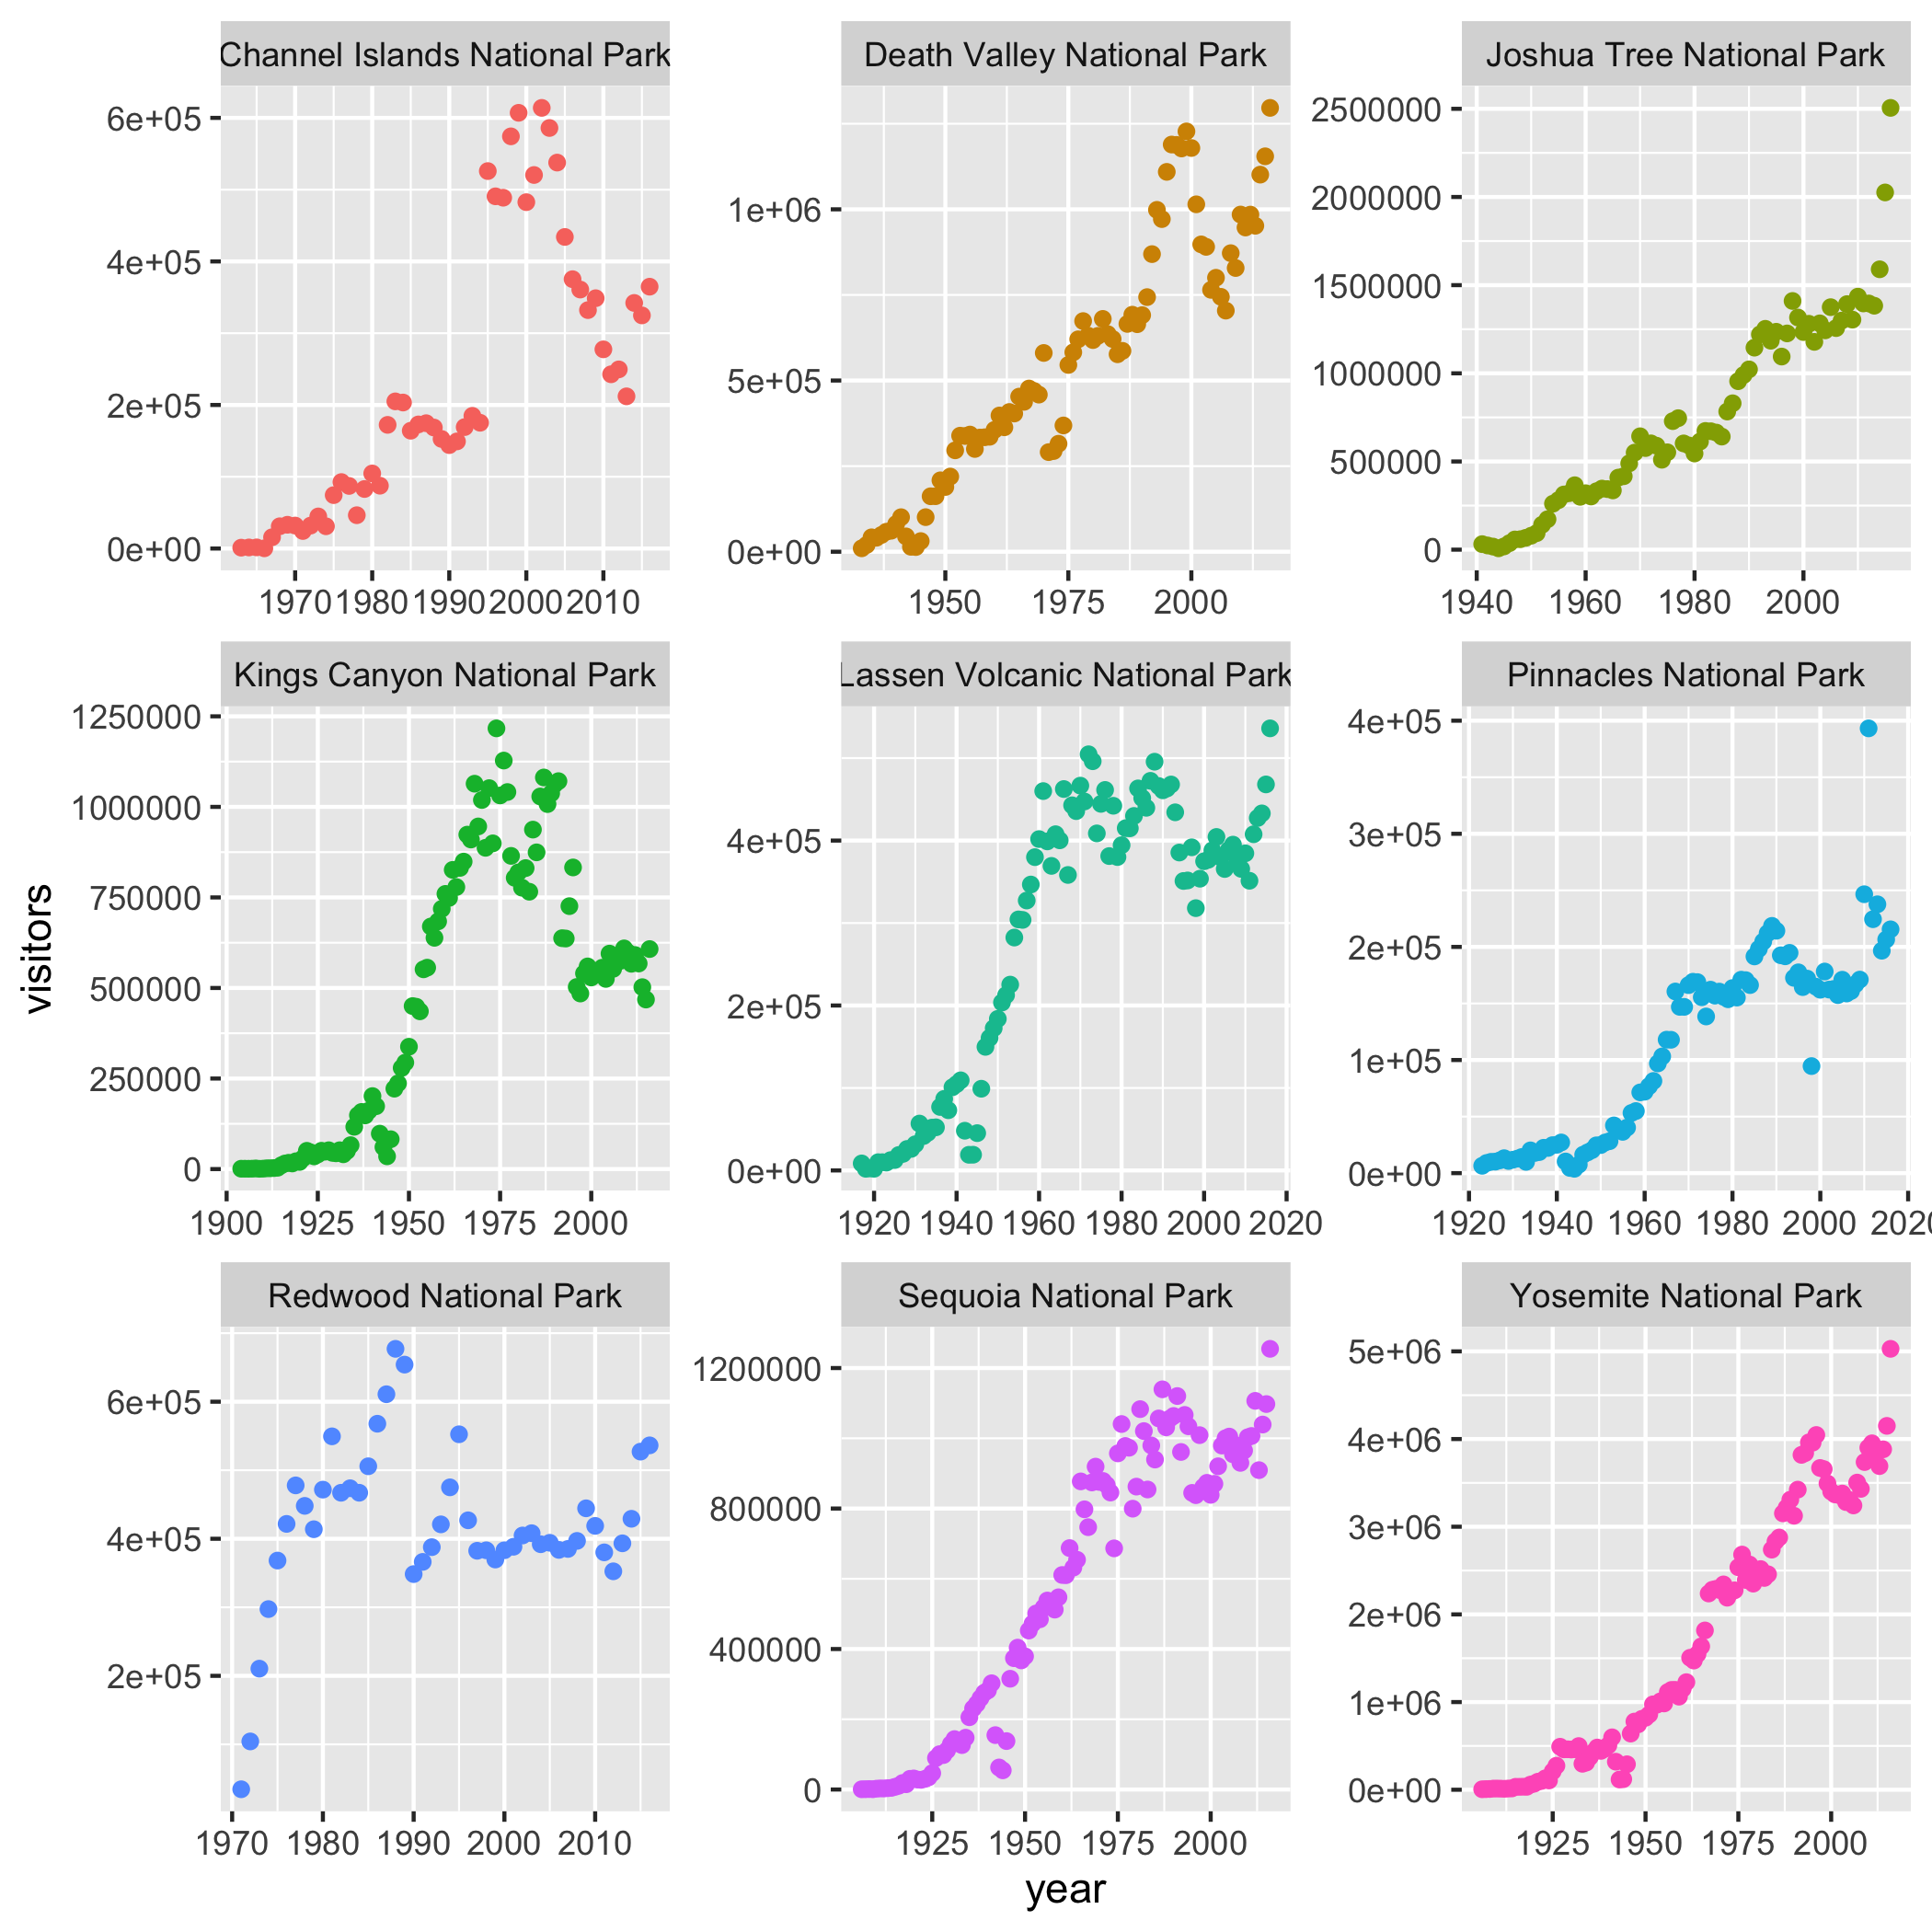 Channel Islands National Park
Death Valley National Park
Joshua Tree National Park
6e+05
4e+05
2e+05
0e+00
1970 1980 1990 2000 2010
1e+06
5e+05
0e+00
1950 1975 2000
2500000
2000000
1500000
1000000
500000
0
1940 1960 1980 2000
Kings Canyon National Park
Lassen Volcanic National Park
Pinnacles National Park
1250000
1000000
750000
500000
250000
0
1900 1925 1950 1975 2000
4e+05
2e+05
0e+00
1920 1940 1960 1980 2000 2020
4e+05
3e+05
2e+05
1e+05
0e+00
1920 1940 1960 1980 2000 2020
visitors
Redwood National Park
Sequoia National Park
Yosemite National Park
6e+05
4e+05
2e+05
1970 1980 1990 2000 2010
1200000
800000
400000
0
1925 1950 1975 2000
5e+06
4e+06
3e+06
2e+06
1e+06
0e+00
1925 1950 1975 2000
year